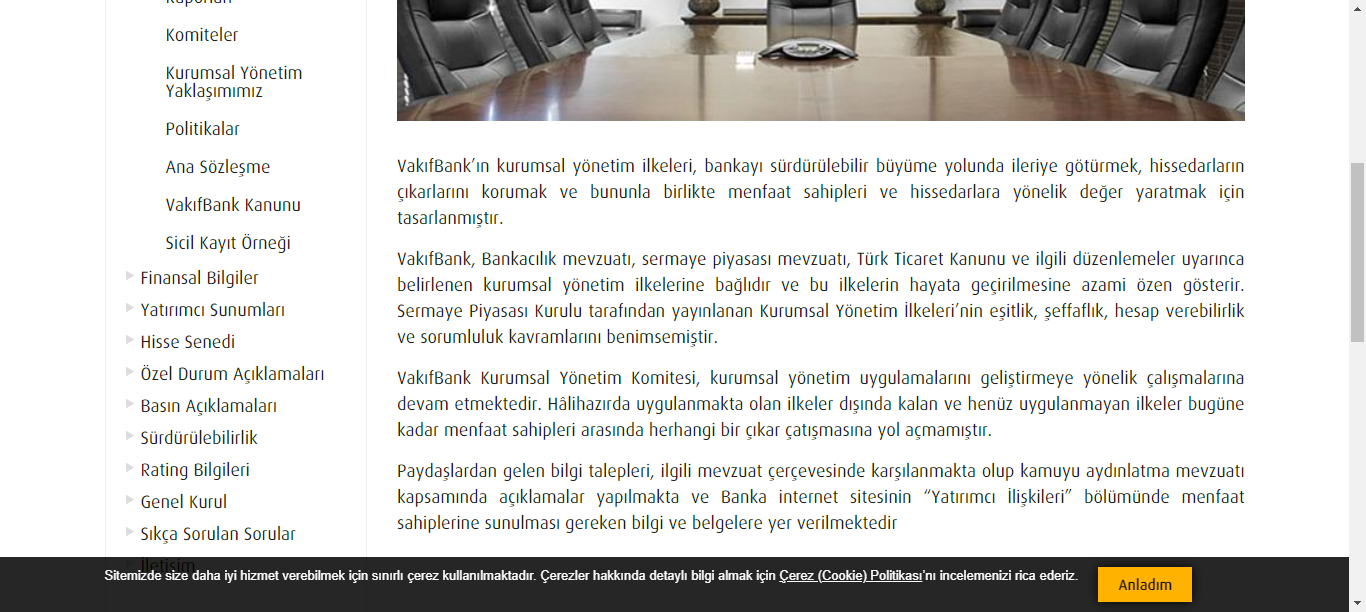 Raporları
Komiteler
Kurumsal Yönetim
Yaklaşımımız
Politikalar
Ana Sözleşme
VakıfBank Kanunu
Sicil Kayıt Örneği
Finansal Bilgiler
Yatırımcı Sunumları
Hisse Senedi
Özel Durum Açıklamaları
Basın Açıklamaları
Sürdürülebilirlik
Rating Bilgileri
Genel Kurul
Sıkça Sorulan Sorular
İletişim
VakıfBank’ın kurumsal yönetim ilkeleri, bankayı sürdürülebilir büyüme yolunda ileriye götürmek, hissedarların
çıkarlarını korumak ve bununla birlikte menfaat sahipleri ve hissedarlara yönelik değer yaratmak için
tasarlanmıştır.
VakıfBank, Bankacılık mevzuatı, sermaye piyasası mevzuatı, Türk Ticaret Kanunu ve ilgili düzenlemeler uyarınca
belirlenen kurumsal yönetim ilkelerine bağlıdır ve bu ilkelerin hayata geçirilmesine azami özen gösterir.
Sermaye Piyasası Kurulu tarafından yayınlanan Kurumsal Yönetim İlkeleri’nin eşitlik, şeffaflık, hesap verebilirlik
ve sorumluluk kavramlarını benimsemiştir.
VakıfBank Kurumsal Yönetim Komitesi, kurumsal yönetim uygulamalarını geliştirmeye yönelik çalışmalarına
devam etmektedir. Hâlihazırda uygulanmakta olan ilkeler dışında kalan ve henüz uygulanmayan ilkeler bugüne
kadar menfaat sahipleri arasında herhangi bir çıkar çatışmasına yol açmamıştır.
Paydaşlardan gelen bilgi talepleri, ilgili mevzuat çerçevesinde karşılanmakta olup kamuyu aydınlatma mevzuatı
kapsamında açıklamalar yapılmakta ve Banka internet sitesinin “Yatırımcı İlişkileri” bölümünde menfaat
sahiplerine sunulması gereken bilgi ve belgelere yer verilmektedir
Sitemizde size daha iyi hizmet verebilmek için sınırlı çerez kullanılmaktadır. Çerezler hakkında detaylı bilgi almak için Çerez (Cookie) Politikası'nı incelemenizi rica ederiz.
Anladım